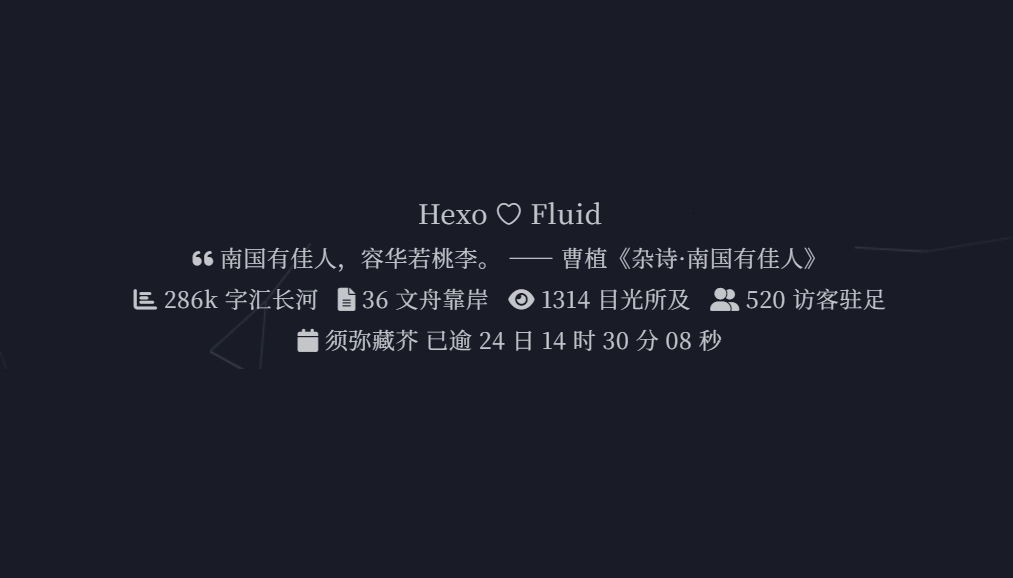 Hexo ♡ Fluid
❝ 南国有佳人，容华若桃李。 —— 曹植《杂诗·南国有佳人》
286k 字汇长河 36 文舟靠岸 1314 目光所及 520 访客驻足
须弥藏芥 已逾 24 日 14 时 30 分 08 秒